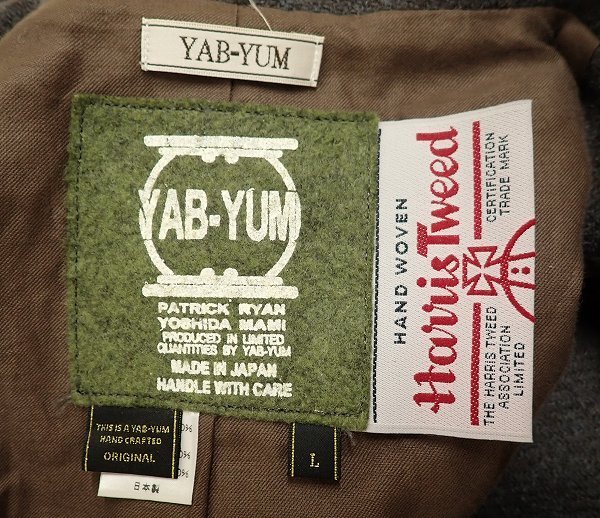 YAB-YUM
YAB-YUM
PATRICK RYAN
YOSHIDA MAMI
PRODUCED IN LIMITED
QUANTITIES BY YAB-YUM
MADE IN JAPAN
HANDLE WITH CARE
HAND WOVEN
Harris Tweed
CERTIFICATION
TRADE MARK
THE HARRIS TWEED
ASSOCIATION
LIMITED
THIS IS A YAB-YUM
HAND CRAFTED
ORIGINAL
日本製
L